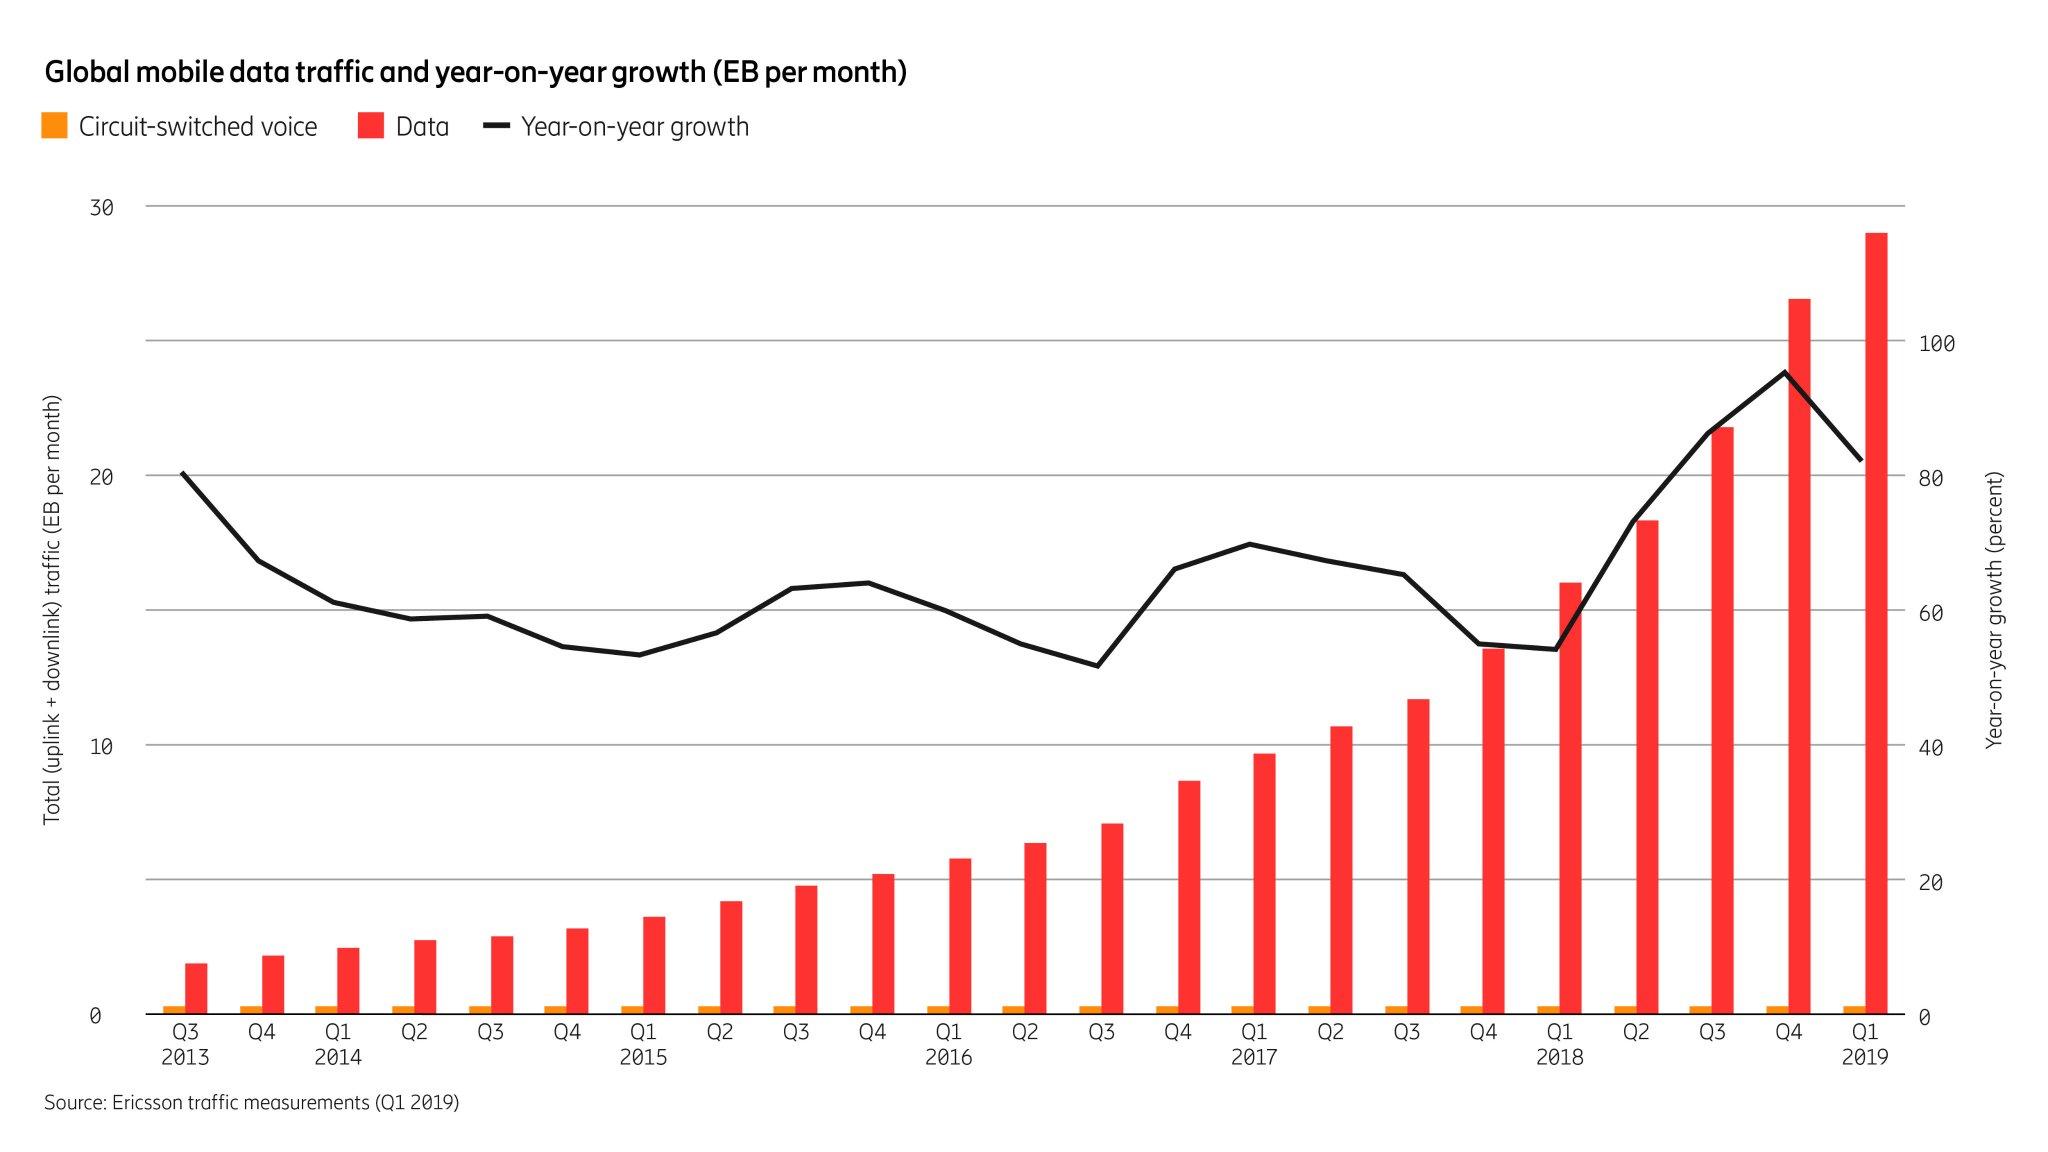 Global mobile data traffic and year-on-year growth (EB per month)
Circuit-switched voice Data Year-on-year growth
Total (uplink + downlink) traffic (EB per month)
30
20
10
0
100
80
60
40
20
0
Year-on-year growth (percent)
Q3 Q4 Q1 Q2 Q3 Q4 Q1 Q2 Q3 Q4 Q1 Q2 Q3 Q4 Q1 Q2 Q3 Q4 Q1 Q2 Q3 Q4 Q1
2013 2014 2015 2016 2017 2018 2019
Source: Ericsson traffic measurements (Q1 2019)